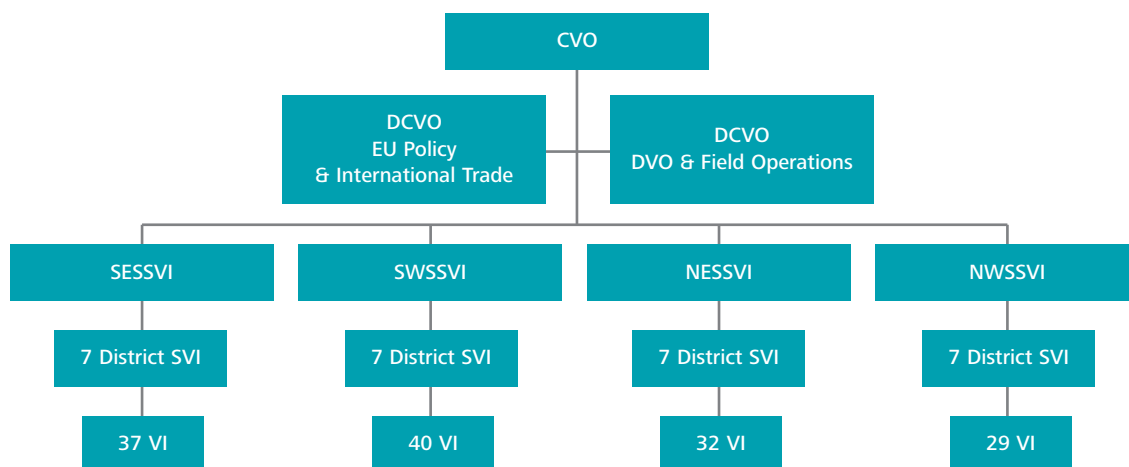 CVO
DCVO
EU Policy
& International Trade
DCVO
DVO & Field Operations
SESSVI
SWSSVI
NESSVI
NWSSVI
7 District SVI
7 District SVI
7 District SVI
7 District SVI
37 VI
40 VI
32 VI
29 VI